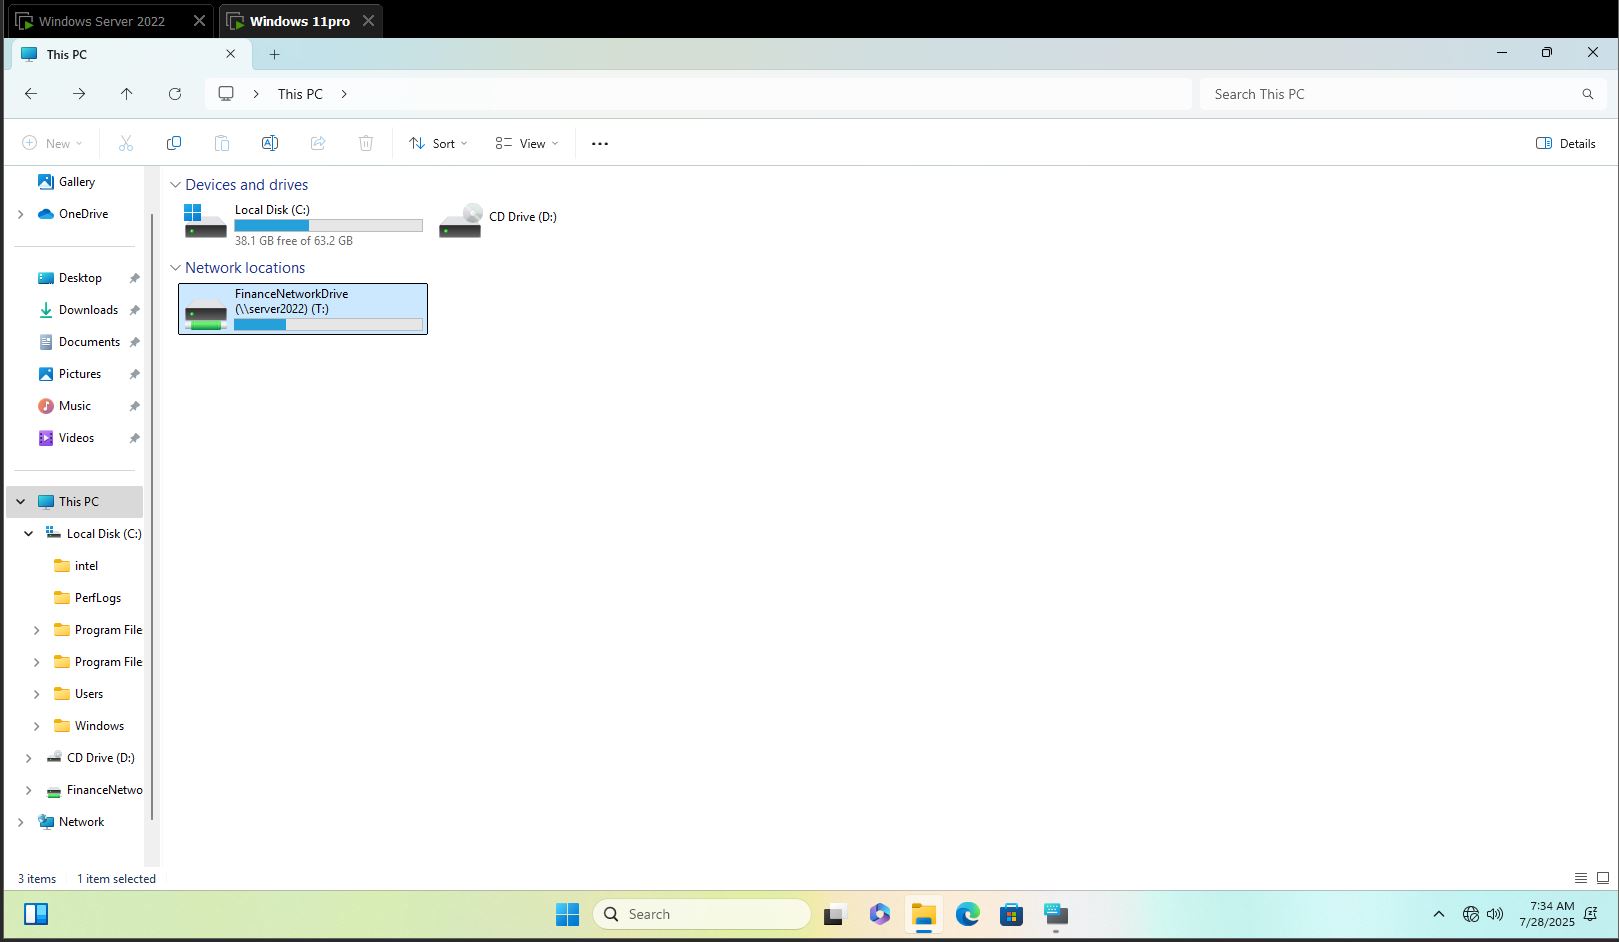 Windows Server 2022
Windows 11pro
This PC
This PC
Search This PC
New
Sort
View
Details
Gallery
OneDrive
Desktop
Downloads
Documents
Pictures
Music
Videos
This PC
Local Disk (C:)
intel
PerfLogs
Program File
Program File
Users
Windows
CD Drive (D:)
FinanceNetwo
Network
Devices and drives
Local Disk (C:)
38.1 GB free of 63.2 GB
CD Drive (D:)
Network locations
FinanceNetworkDrive
(\\server2022) (T:)
3 items
1 item selected
Search
7:34 AM
7/28/2025